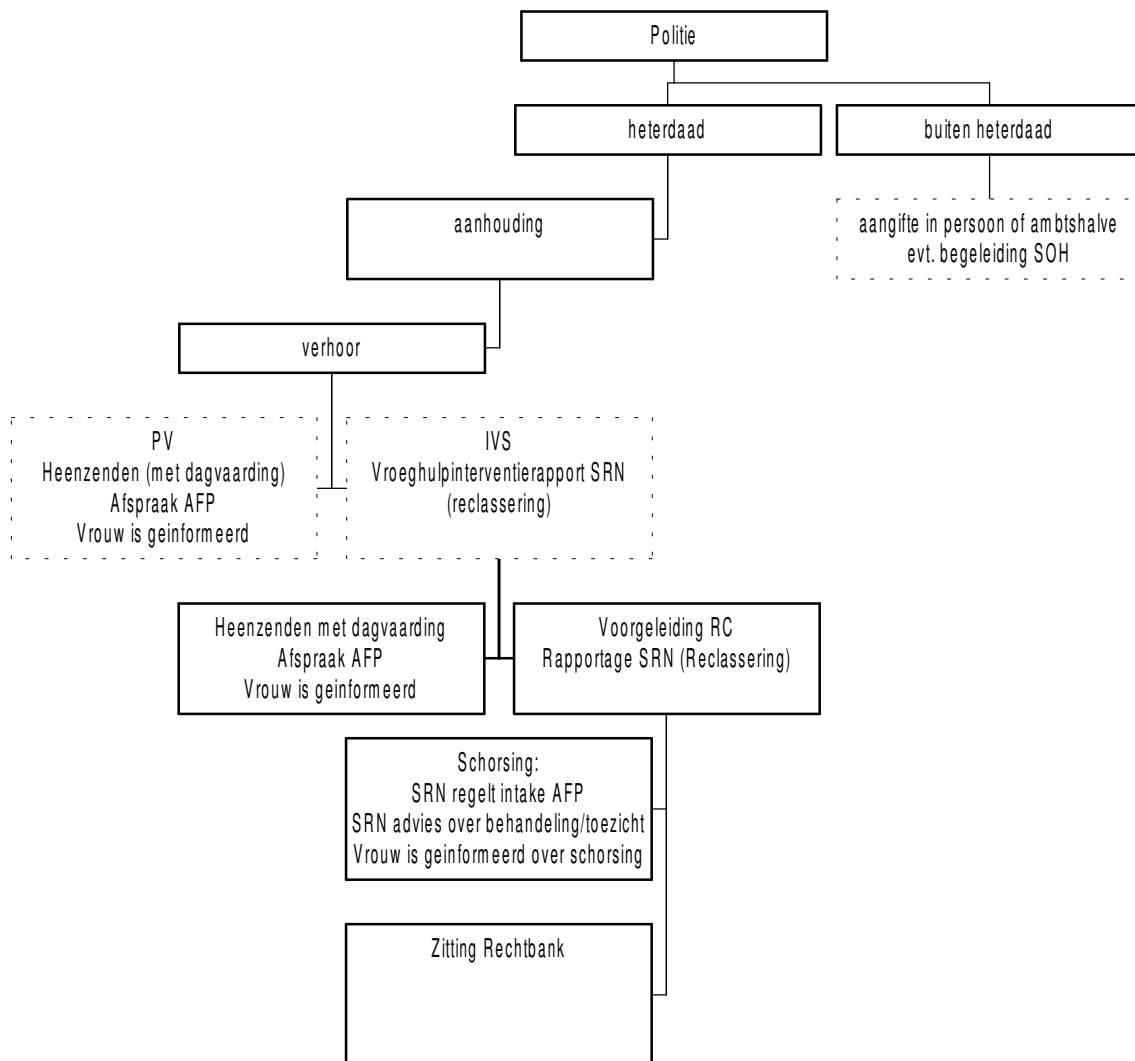 Politie
heterdaad
buiten heterdaad
aanhouding
aangifte in persoon of ambtshalve
evt. begeleiding SOH
verhoor
PV
Heenzenden (met dagvaarding)
Afspraak AFP
Vrouw is geinformeerd
IVS
Vroeghulpinterventierapport SRN
(reclassering)
Heenzenden met dagvaarding
Afspraak AFP
Vrouw is geinformeerd
Voorgeleiding RC
Rapportage SRN (Reclassering)
Schorsing:
SRN regelt intake AFP
SRN advies over behandeling/toezicht
Vrouw is geinformeerd over schorsing
Zitting Rechtbank